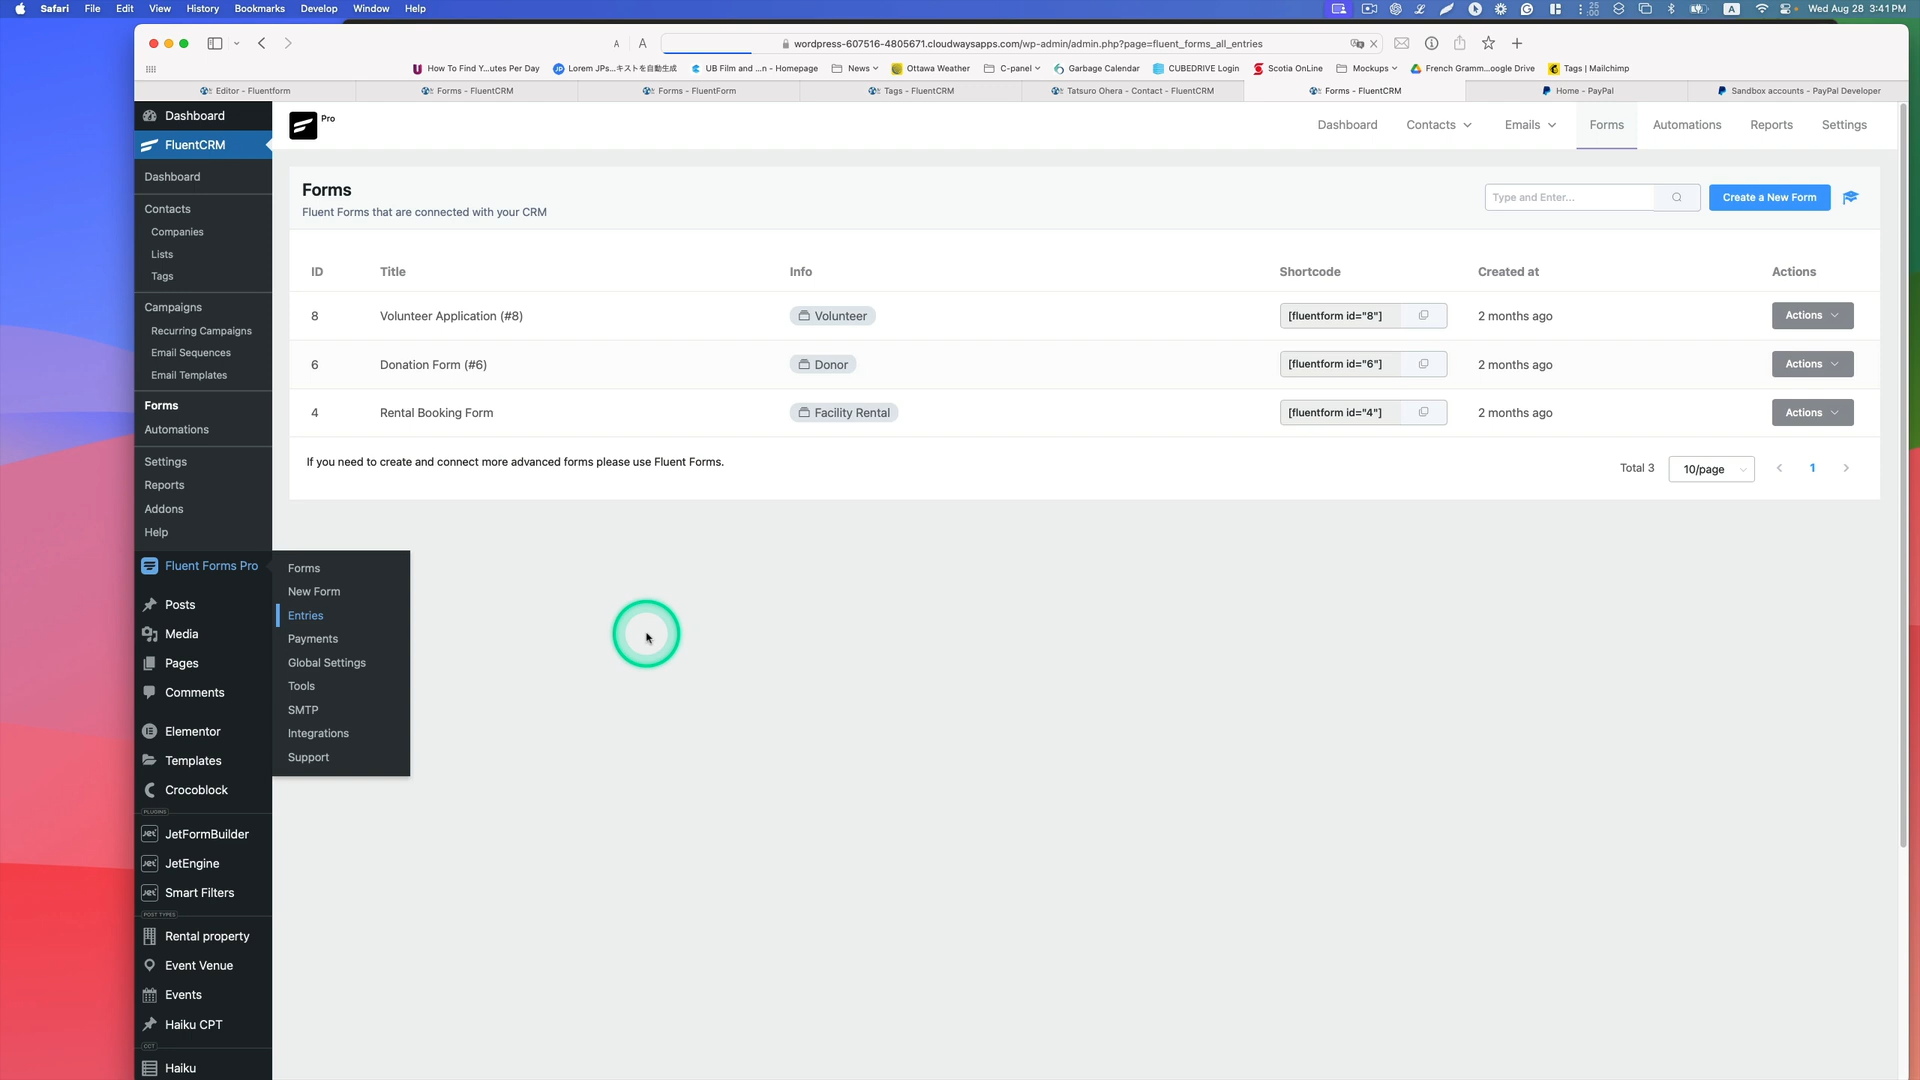 Safari File Edit View History Bookmarks Develop Window Help
25
:00
A
Wed Aug 28 3:41 PM
A A
wordpress-607516-4805671.cloudwaysapps.com/wp-admin/admin.php?page=fluent_forms_all_entries
How To Find Y...utes Per Day
Lorem JPs...キストを自動生成
UB Film and ...n - Homepage
News
Ottawa Weather
C-panel
Garbage Calendar
CUBEDRIVE Login
Scotia OnLine
Mockups
French Gramm...oogle Drive
Tags | Mailchimp
Editor - Fluentform
Forms - FluentCRM
Forms - FluentForm
Tags - FluentCRM
Tatsuro Ohera - Contact - FluentCRM
Forms - FluentCRM
Home - PayPal
Sandbox accounts - PayPal Developer
Dashboard
FluentCRM
Dashboard
Contacts
Companies
Lists
Tags
Campaigns
Recurring Campaigns
Email Sequences
Email Templates
Forms
Automations
Settings
Reports
Addons
Help
Fluent Forms Pro
Posts
Media
Pages
Comments
Elementor
Templates
Crocoblock
PLUGINS
JetFormBuilder
JetEngine
Smart Filters
POST TYPES
Rental property
Event Venue
Events
Haiku CPT
CCT
Haiku
Forms
New Form
Entries
Payments
Global Settings
Tools
SMTP
Integrations
Support
Pro
Dashboard Contacts Emails Forms Automations Reports Settings
Forms
Fluent Forms that are connected with your CRM
Type and Enter...
Create a New Form
ID Title Info Shortcode Created at Actions
8 Volunteer Application (#8) Volunteer [fluentform id="8"] 2 months ago Actions
6 Donation Form (#6) Donor [fluentform id="6"] 2 months ago Actions
4 Rental Booking Form Facility Rental [fluentform id="4"] 2 months ago Actions
If you need to create and connect more advanced forms please use Fluent Forms.
Total 3 10/page 1